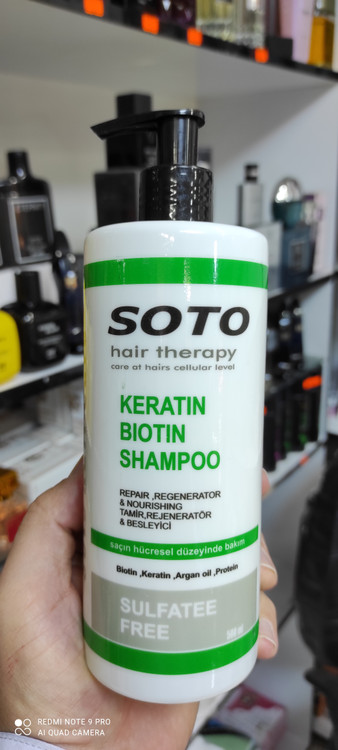 SOTO
hair therapy
care at hairs cellular level
KERATIN
BIOTIN
SHAMPOO
REPAIR ,REGENERATOR
& NOURISHING
TAMİR,REJENERATÖR
& BESLEYİCİ
saçın hücresel düzeyinde bakım
Biotin ,Keratin ,Argan oil ,Protein
SULFATEE
FREE
REDMI NOTE 9 PRO
AI QUAD CAMERA